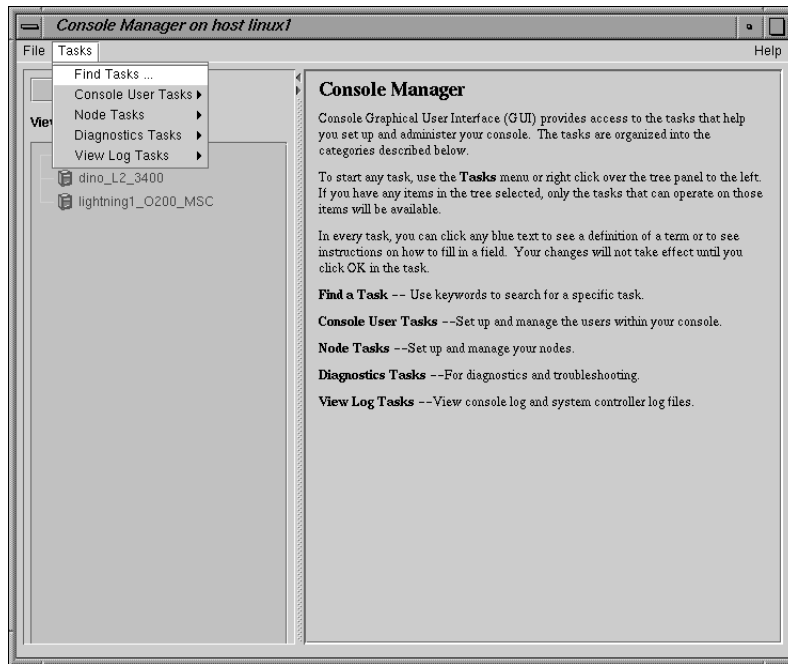 Console Manager on host linux1
File Tasks Help
Find Tasks ...
Console User Tasks
Node Tasks
Diagnostics Tasks
View Log Tasks
dino_L2_3400
lightning1_O200_MSC
Console Manager
Console Graphical User Interface (GUI) provides access to the tasks that help
you set up and administer your console. The tasks are organized into the
categories described below.
To start any task, use the Tasks menu or right click over the tree panel to the left.
If you have any items in the tree selected, only the tasks that can operate on those
items will be available.
In every task, you can click any blue text to see a definition of a term or to see
instructions on how to fill in a field. Your changes will not take effect until you
click OK in the task.
Find a Task -- Use keywords to search for a specific task.
Console User Tasks --Set up and manage the users within your console.
Node Tasks --Set up and manage your nodes.
Diagnostics Tasks --For diagnostics and troubleshooting.
View Log Tasks --View console log and system controller log files.